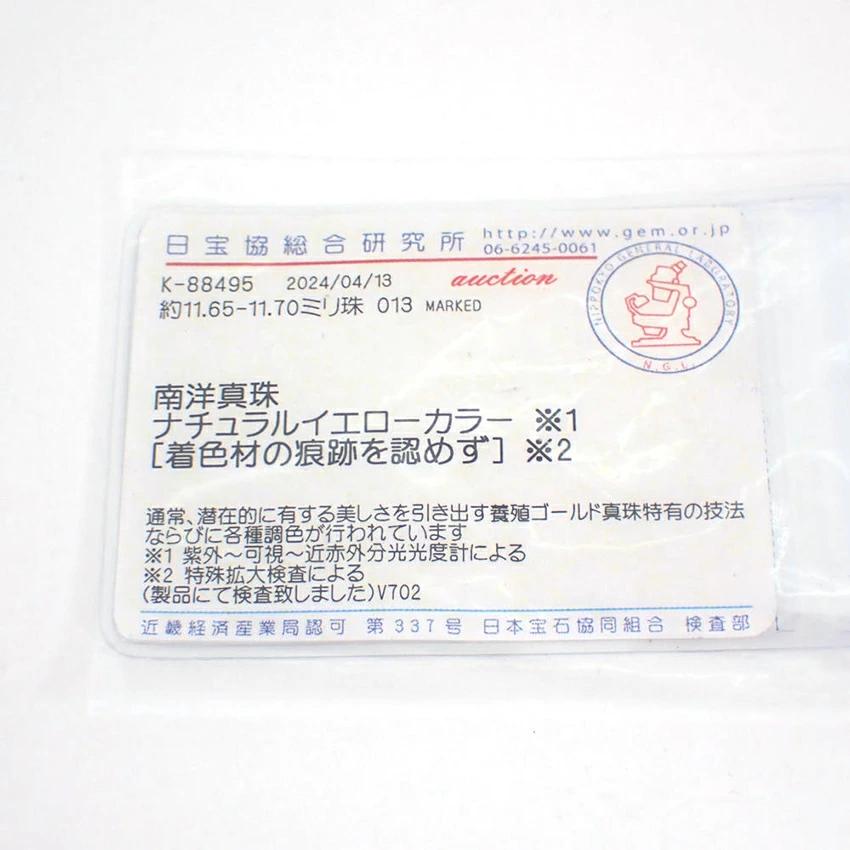 日宝協総合研究所
http://www.gem.or.jp
06-6245-0061
K-88495 2024/04/13 auction
約11.65-11.70ミリ珠 013 MARKED
NIPPOKYO GENERAL LABORATORY
N.G.L.
南洋真珠
ナチュラルイエローカラー ※1
[着色材の痕跡を認めず] ※2
通常、潜在的に有する美しさを引き出す養殖ゴールド真珠特有の技法
ならびに各種調色が行われています
※1 紫外～可視～近赤外分光光度計による
※2 特殊拡大検査による
(製品にて検査致しました)V702
近畿経済産業局認可 第337号 日本宝石協同組合 検査部